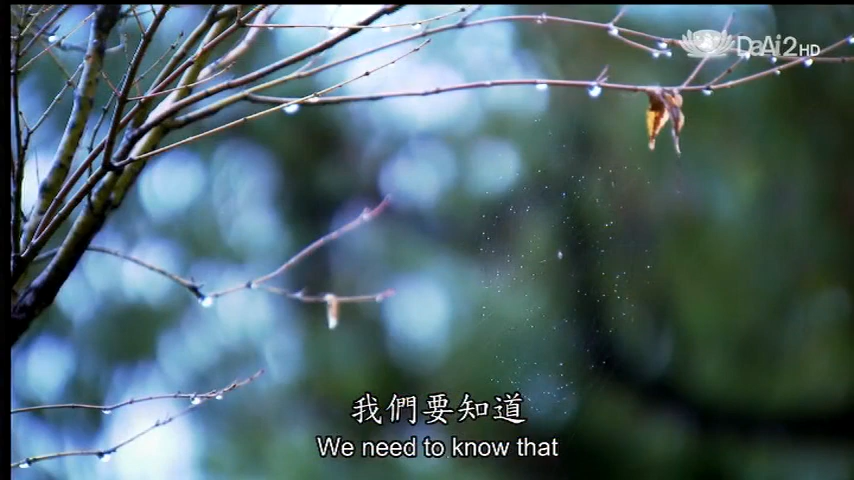 DaAi2HD
我們要知道
We need to know that